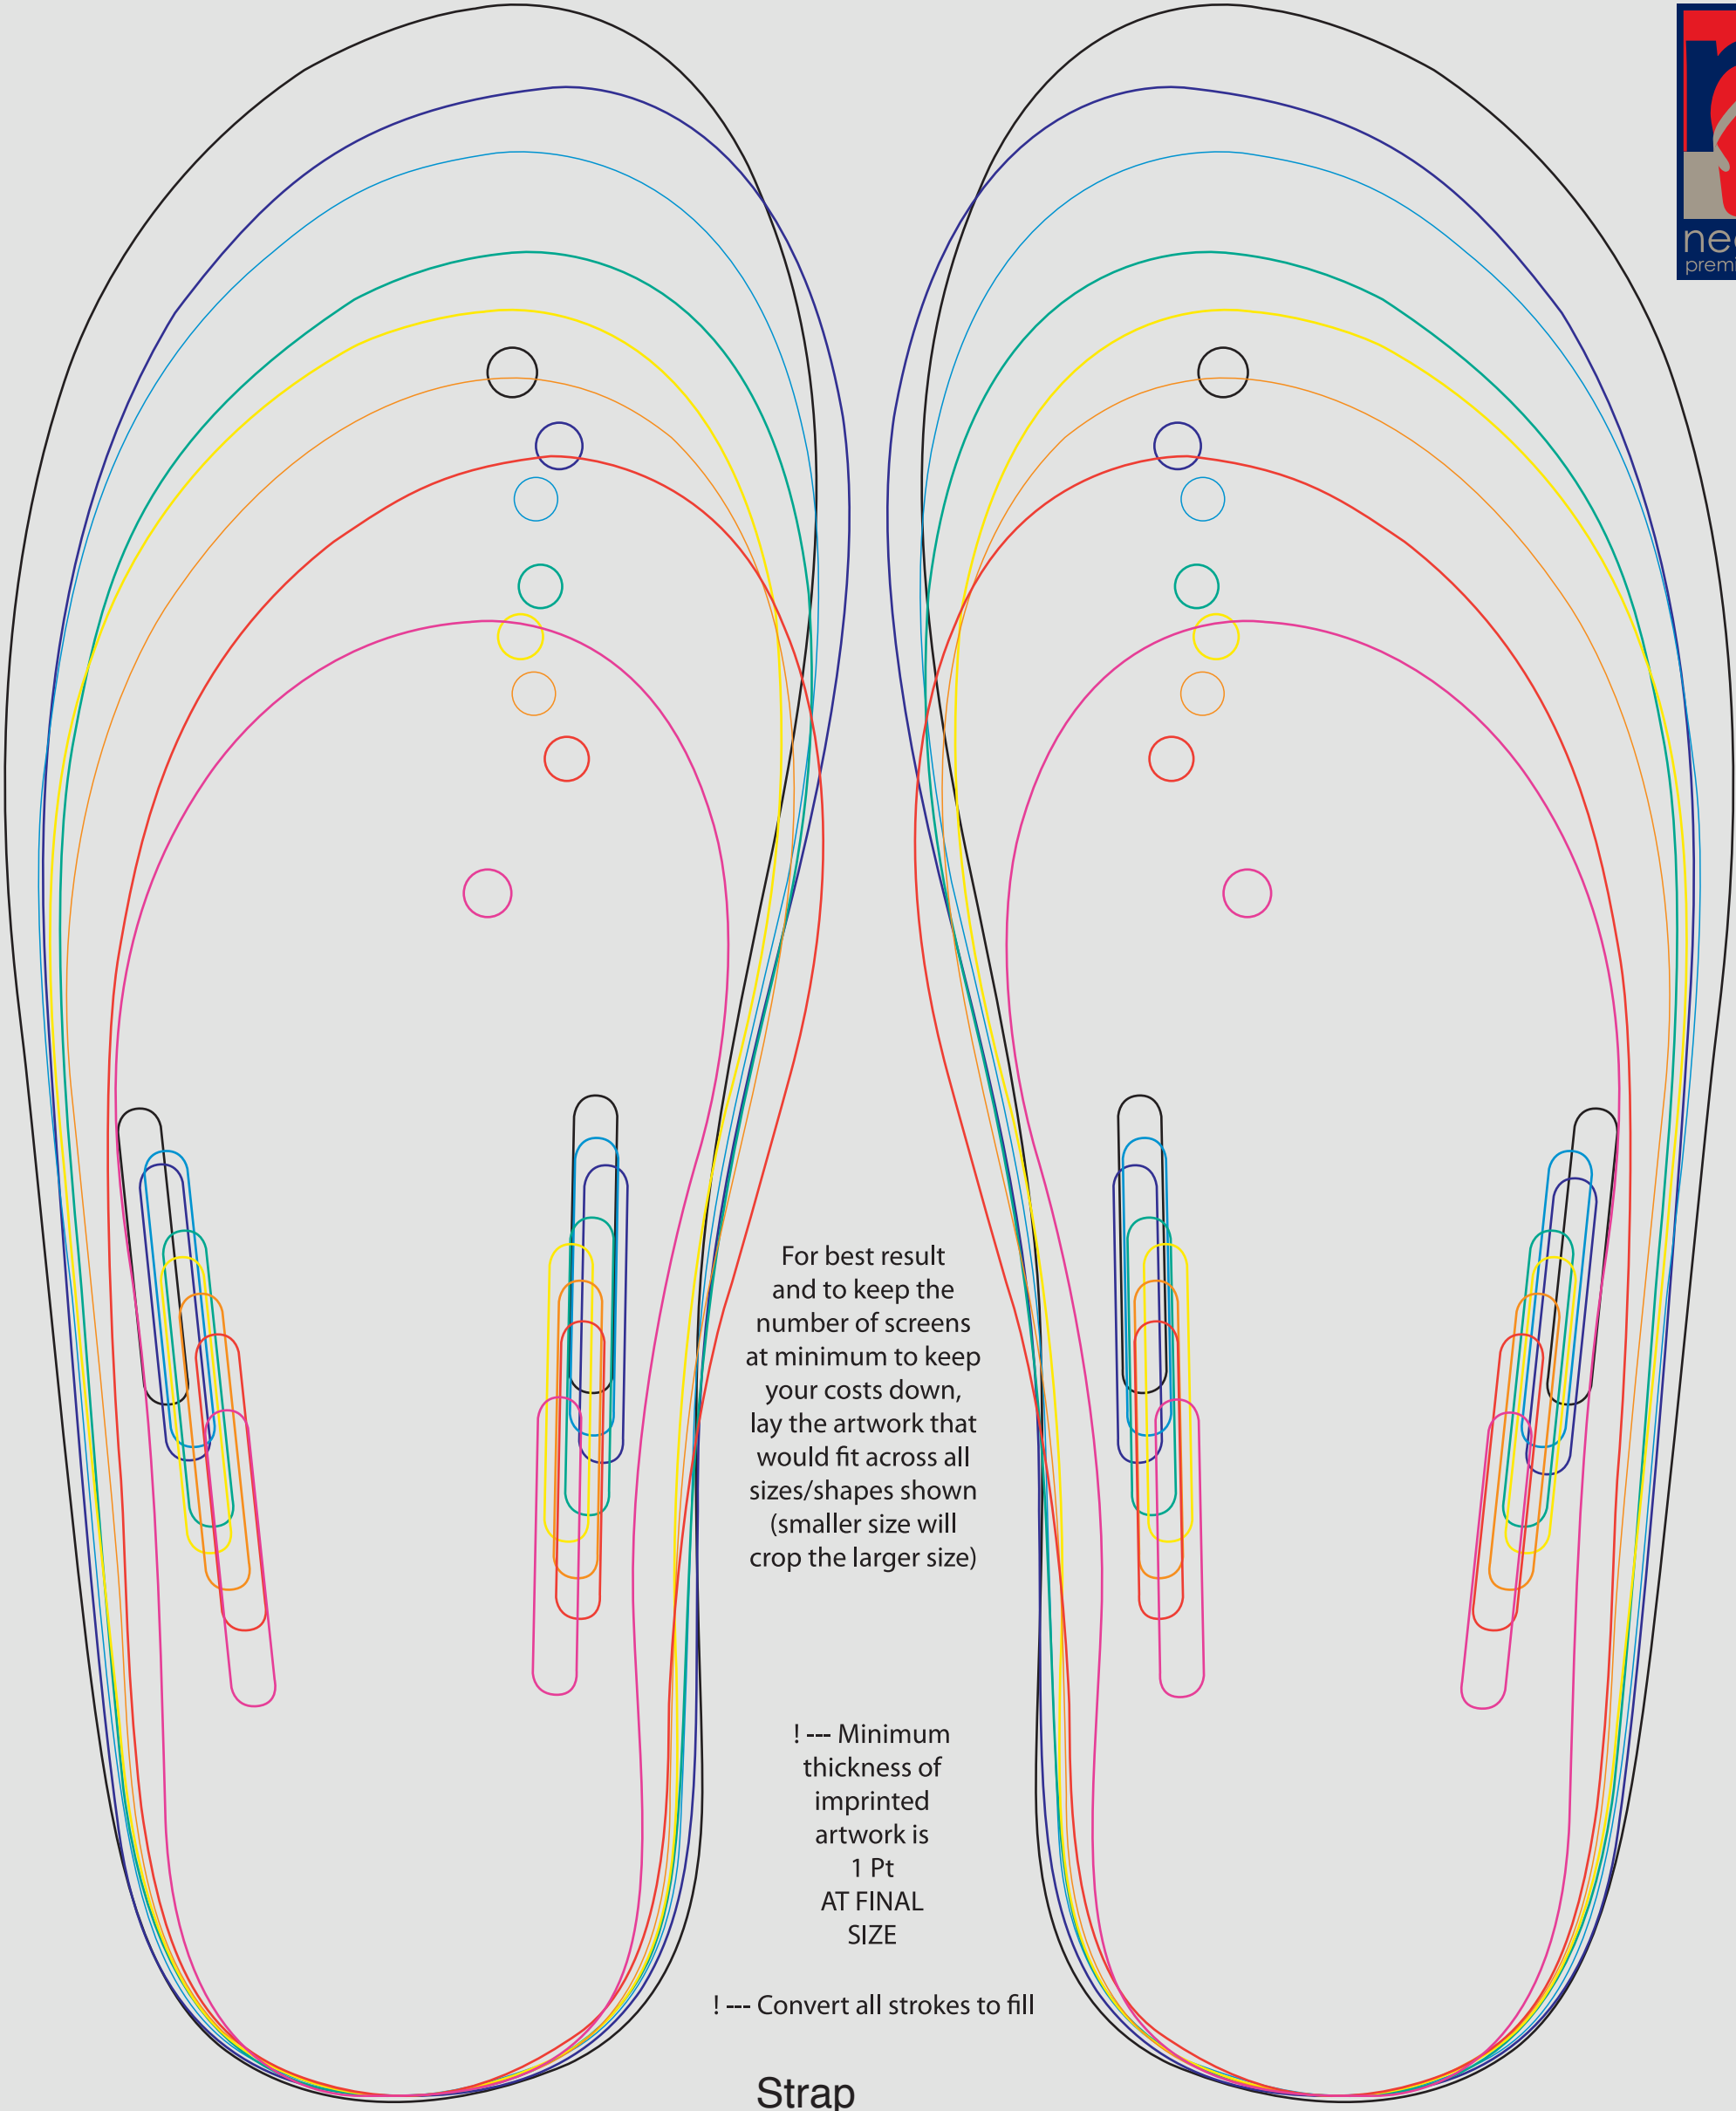 For best result
and to keep the
number of screens
at minimum to keep
your costs down,
lay the artwork that
would fit across all
sizes/shapes shown
(smaller size will
crop the larger size)
! --- Minimum
thickness of
imprinted
artwork is
1 Pt
AT FINAL
SIZE
! --- Convert all strokes to fill
Strap